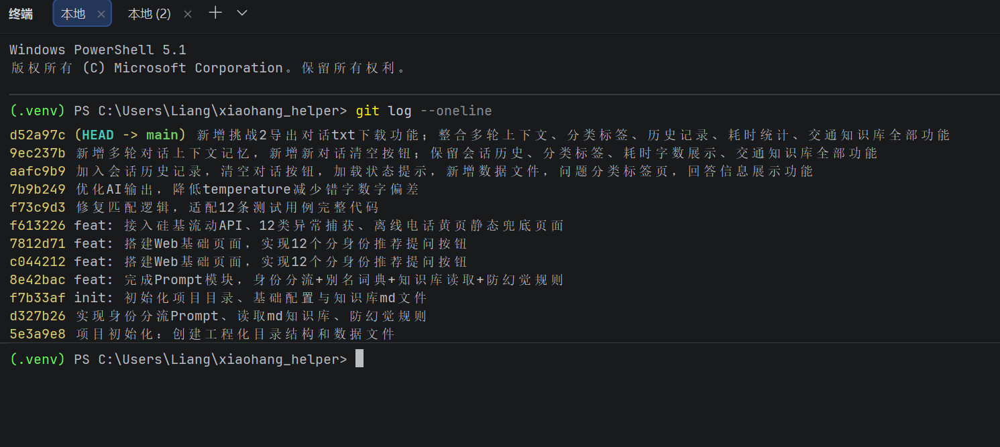 终端 本地 × 本地 (2) × +
Windows PowerShell 5.1
版权所有 (C) Microsoft Corporation。保留所有权利。
(.venv) PS C:\Users\Liang\xiaohang_helper> git log --oneline
d52a97c (HEAD -> main) 新增挑战2导出对话txt下载功能；整合多轮上下文、分类标签、历史记录、耗时统计、交通知识库全部功能
9ec237b 新增多轮对话上下文记忆，新增新对话清空按钮；保留会话历史、分类标签、耗时字数展示、交通知识库全部功能
aafc9b9 加入会话历史记录，清空对话按钮，加载状态提示，新增数据文件，问题分类标签页，回答信息展示功能
7b9b249 优化AI输出，降低temperature减少错字数字偏差
f73c9d3 修复匹配逻辑，适配12条测试用例完整代码
f613226 feat: 接入硅基流动API、12类异常捕获、离线电话黄页静态兜底页面
7812d71 feat: 搭建Web基础页面，实现12个分身份推荐提问按钮
c044212 feat: 搭建Web基础页面，实现12个分身份推荐提问按钮
8e42bac feat: 完成Prompt模块，身份分流+别名词典+知识库读取+防幻觉规则
f7b33af init: 初始化项目目录、基础配置与知识库md文件
d327b26 实现身份分流Prompt、读取md知识库、防幻觉规则
5e3a9e8 项目初始化：创建工程化目录结构和数据文件
(.venv) PS C:\Users\Liang\xiaohang_helper>